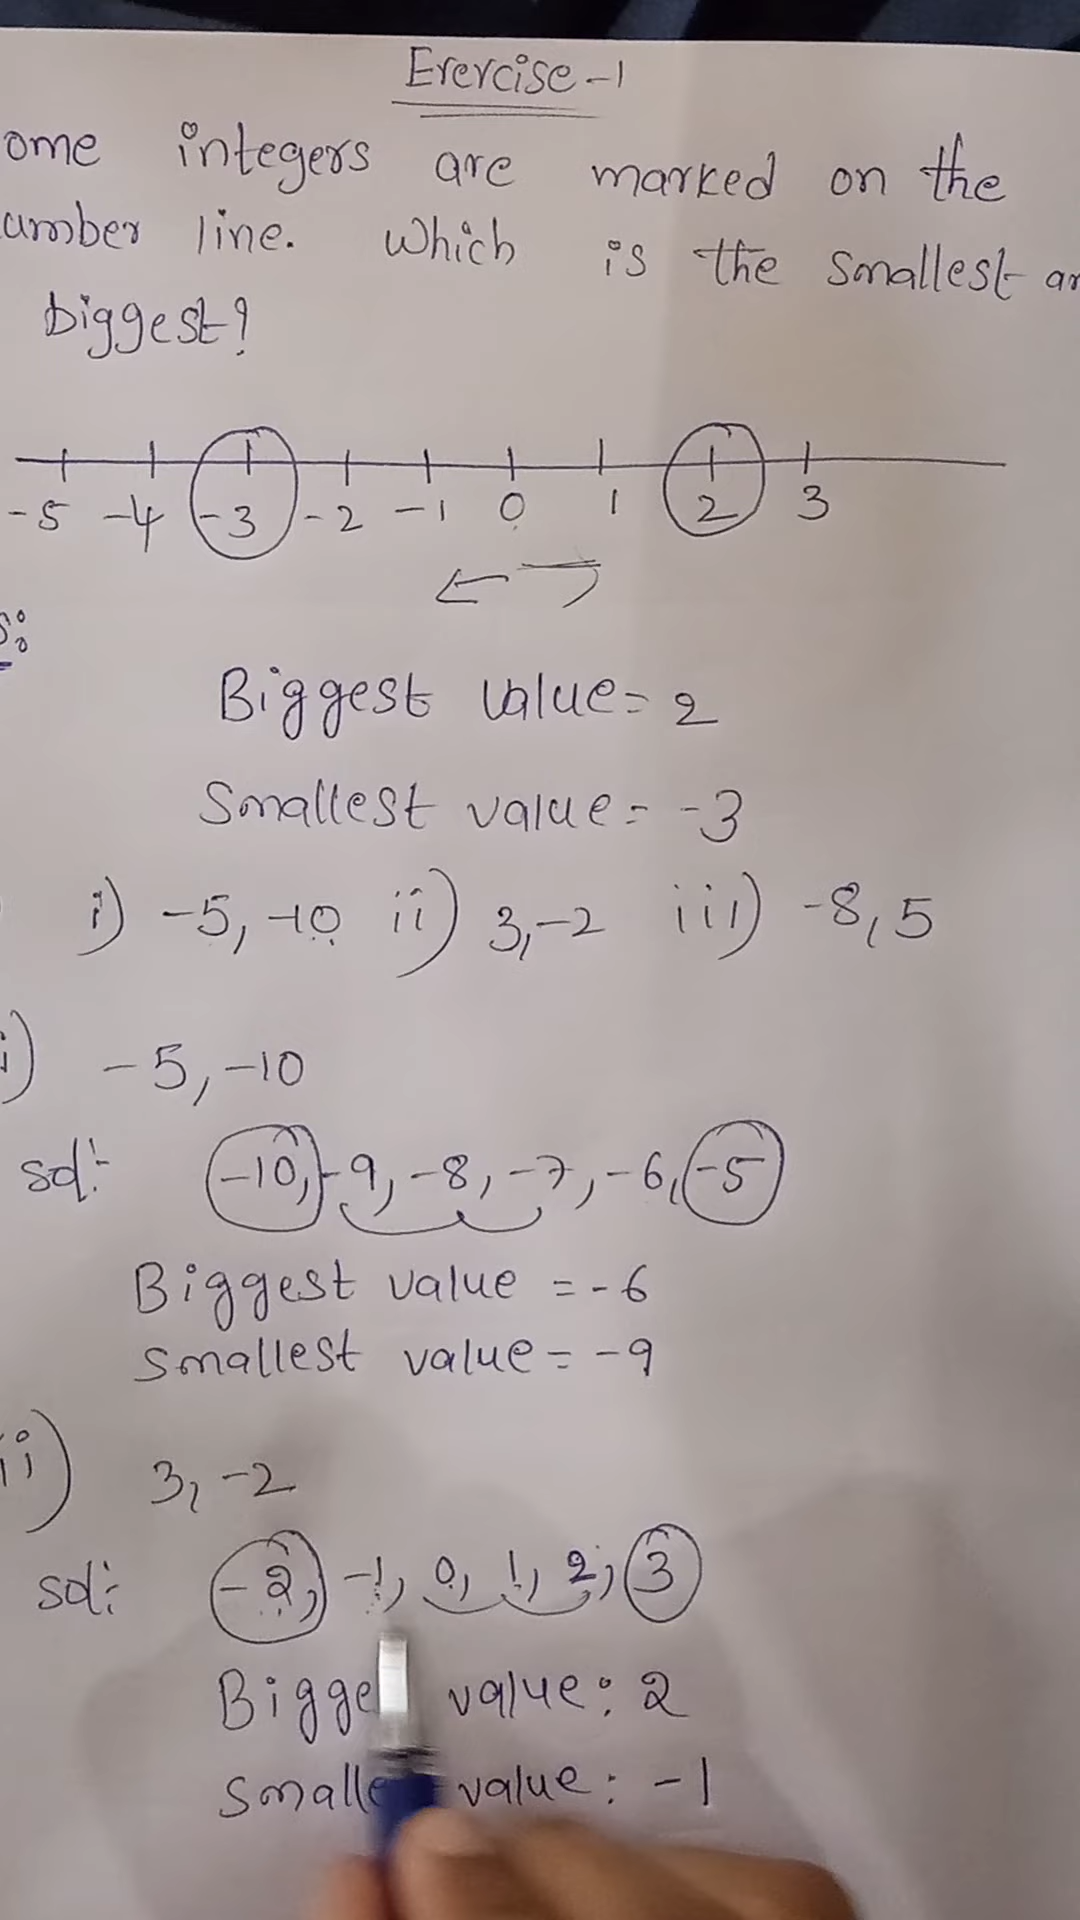 Exercise-1
ome integers are marked on the
umber line. Which is the smallest an
biggest?
-5 -4 -3 -2 -1 0 1 2 3
s:
Biggest value= 2
Smallest value= -3
i) -5, -10 ii) 3, -2 iii) -8, 5
i) -5, -10
sol:- -10, -9, -8, -7, -6, -5
Biggest value = -6
Smallest value= -9
ii) 3, -2
sol: -2, -1, 0, 1, 2, 3
Bigge value: 2
Smalle value: -1